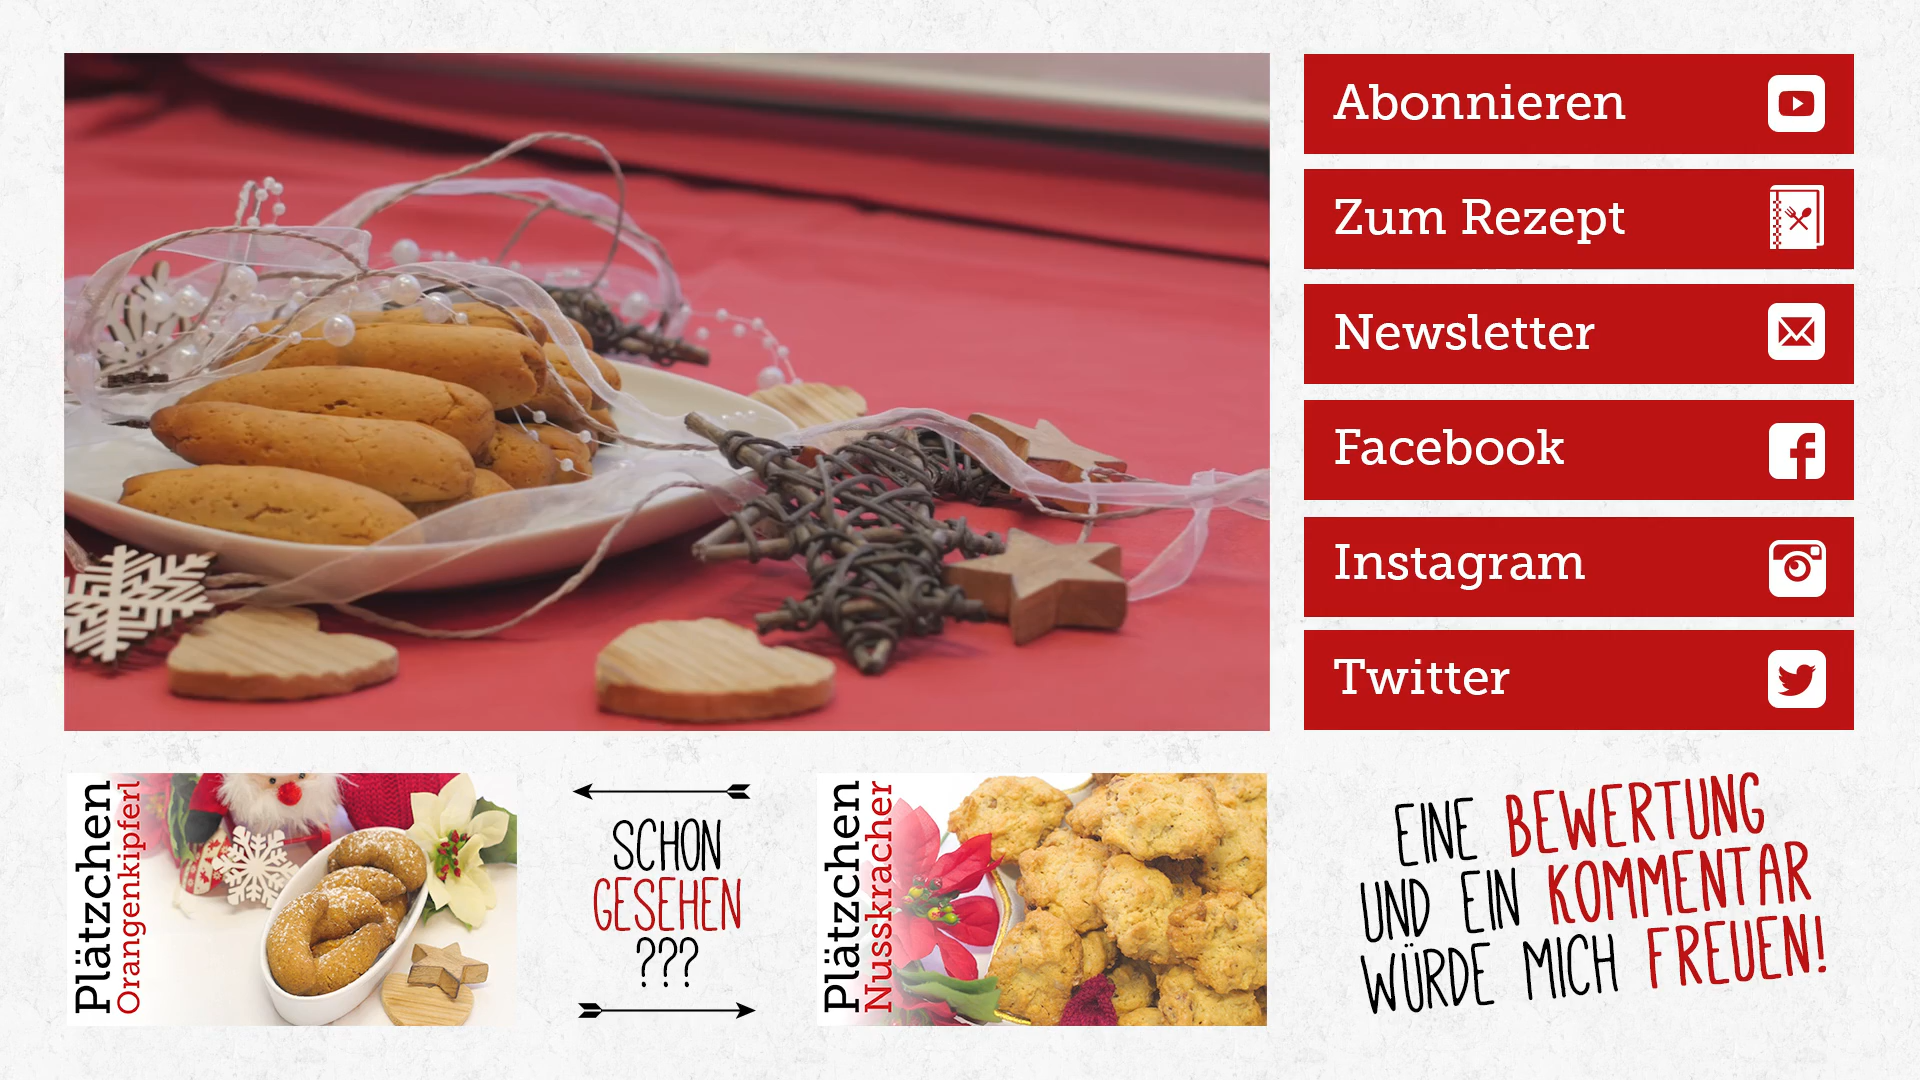 Abonnieren
Zum Rezept
Newsletter
Facebook
Instagram
Twitter
Plätzchen
Orangenkipferl
SCHON
GESEHEN
???
Plätzchen
Nusskracher
EINE BEWERTUNG
UND EIN KOMMENTAR
WÜRDE MICH FREUEN!